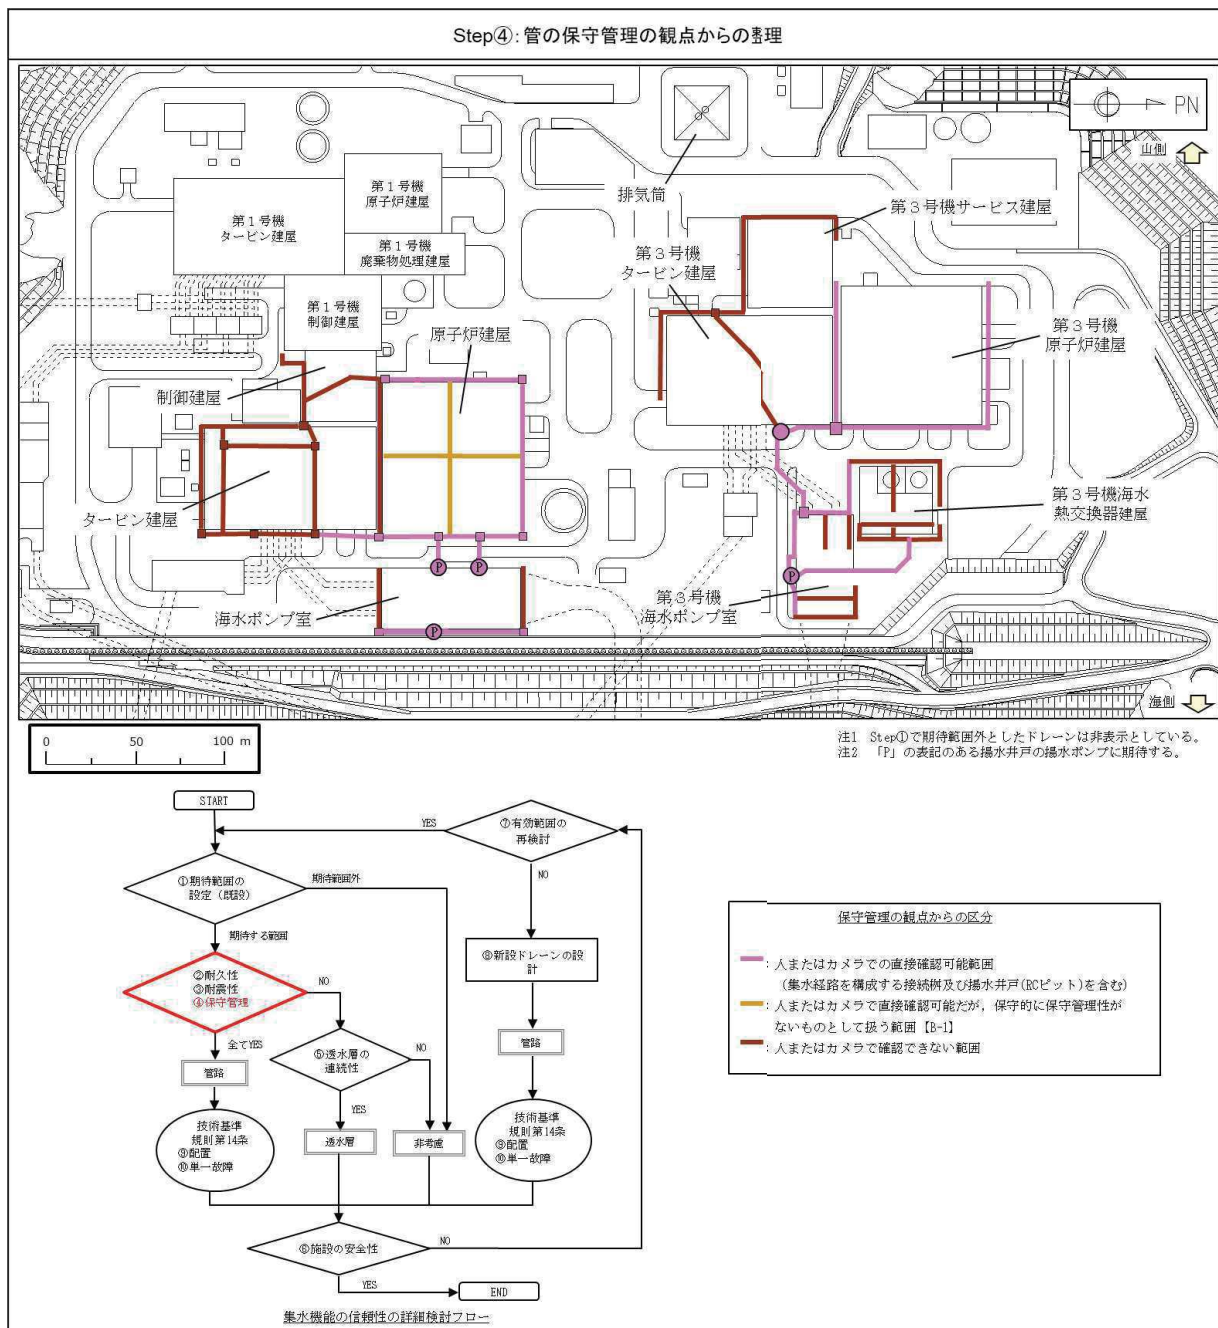 Step④：管の保守管理の観点からの整理
PN
山側
第1号機
原子炉建屋
第1号機
タービン建屋
第1号機
廃棄物処理建屋
第1号機
制御建屋
排気筒
第3号機サービス建屋
第3号機
タービン建屋
原子炉建屋
第3号機
原子炉建屋
制御建屋
タービン建屋
第3号機海水
熱交換器建屋
海水ポンプ室
第3号機
海水ポンプ室
P
P
P
P
海側
0 50 100 m
注1 Step①で期待範囲外としたドレーンは非表示としている。
注2 「P」の表記のある揚水井戸の揚水ポンプに期待する。
START
YES
⑦有効範囲の
再検討
NO
①期待範囲の
設定（既設）
期待範囲外
期待する範囲
②耐久性
③耐震性
④保守管理
NO
全てYES
管路
⑤透水層の
連続性
NO
YES
⑧新設ドレーンの設
計
管路
技術基準
規則第14条
⑨配置
⑩単一故障
透水層
非考慮
技術基準
規則第14条
⑨配置
⑩単一故障
⑥施設の安全性
NO
YES
END
集水機能の信頼性の詳細検討フロー
保守管理の観点からの区分
：人またはカメラでの直接確認可能範囲
（集水経路を構成する接続桝及び揚水井戸(RCピット)を含む）
：人またはカメラで直接確認可能だが，保守的に保守管理性が
ないものとして扱う範囲【B-1】
：人またはカメラで確認できない範囲